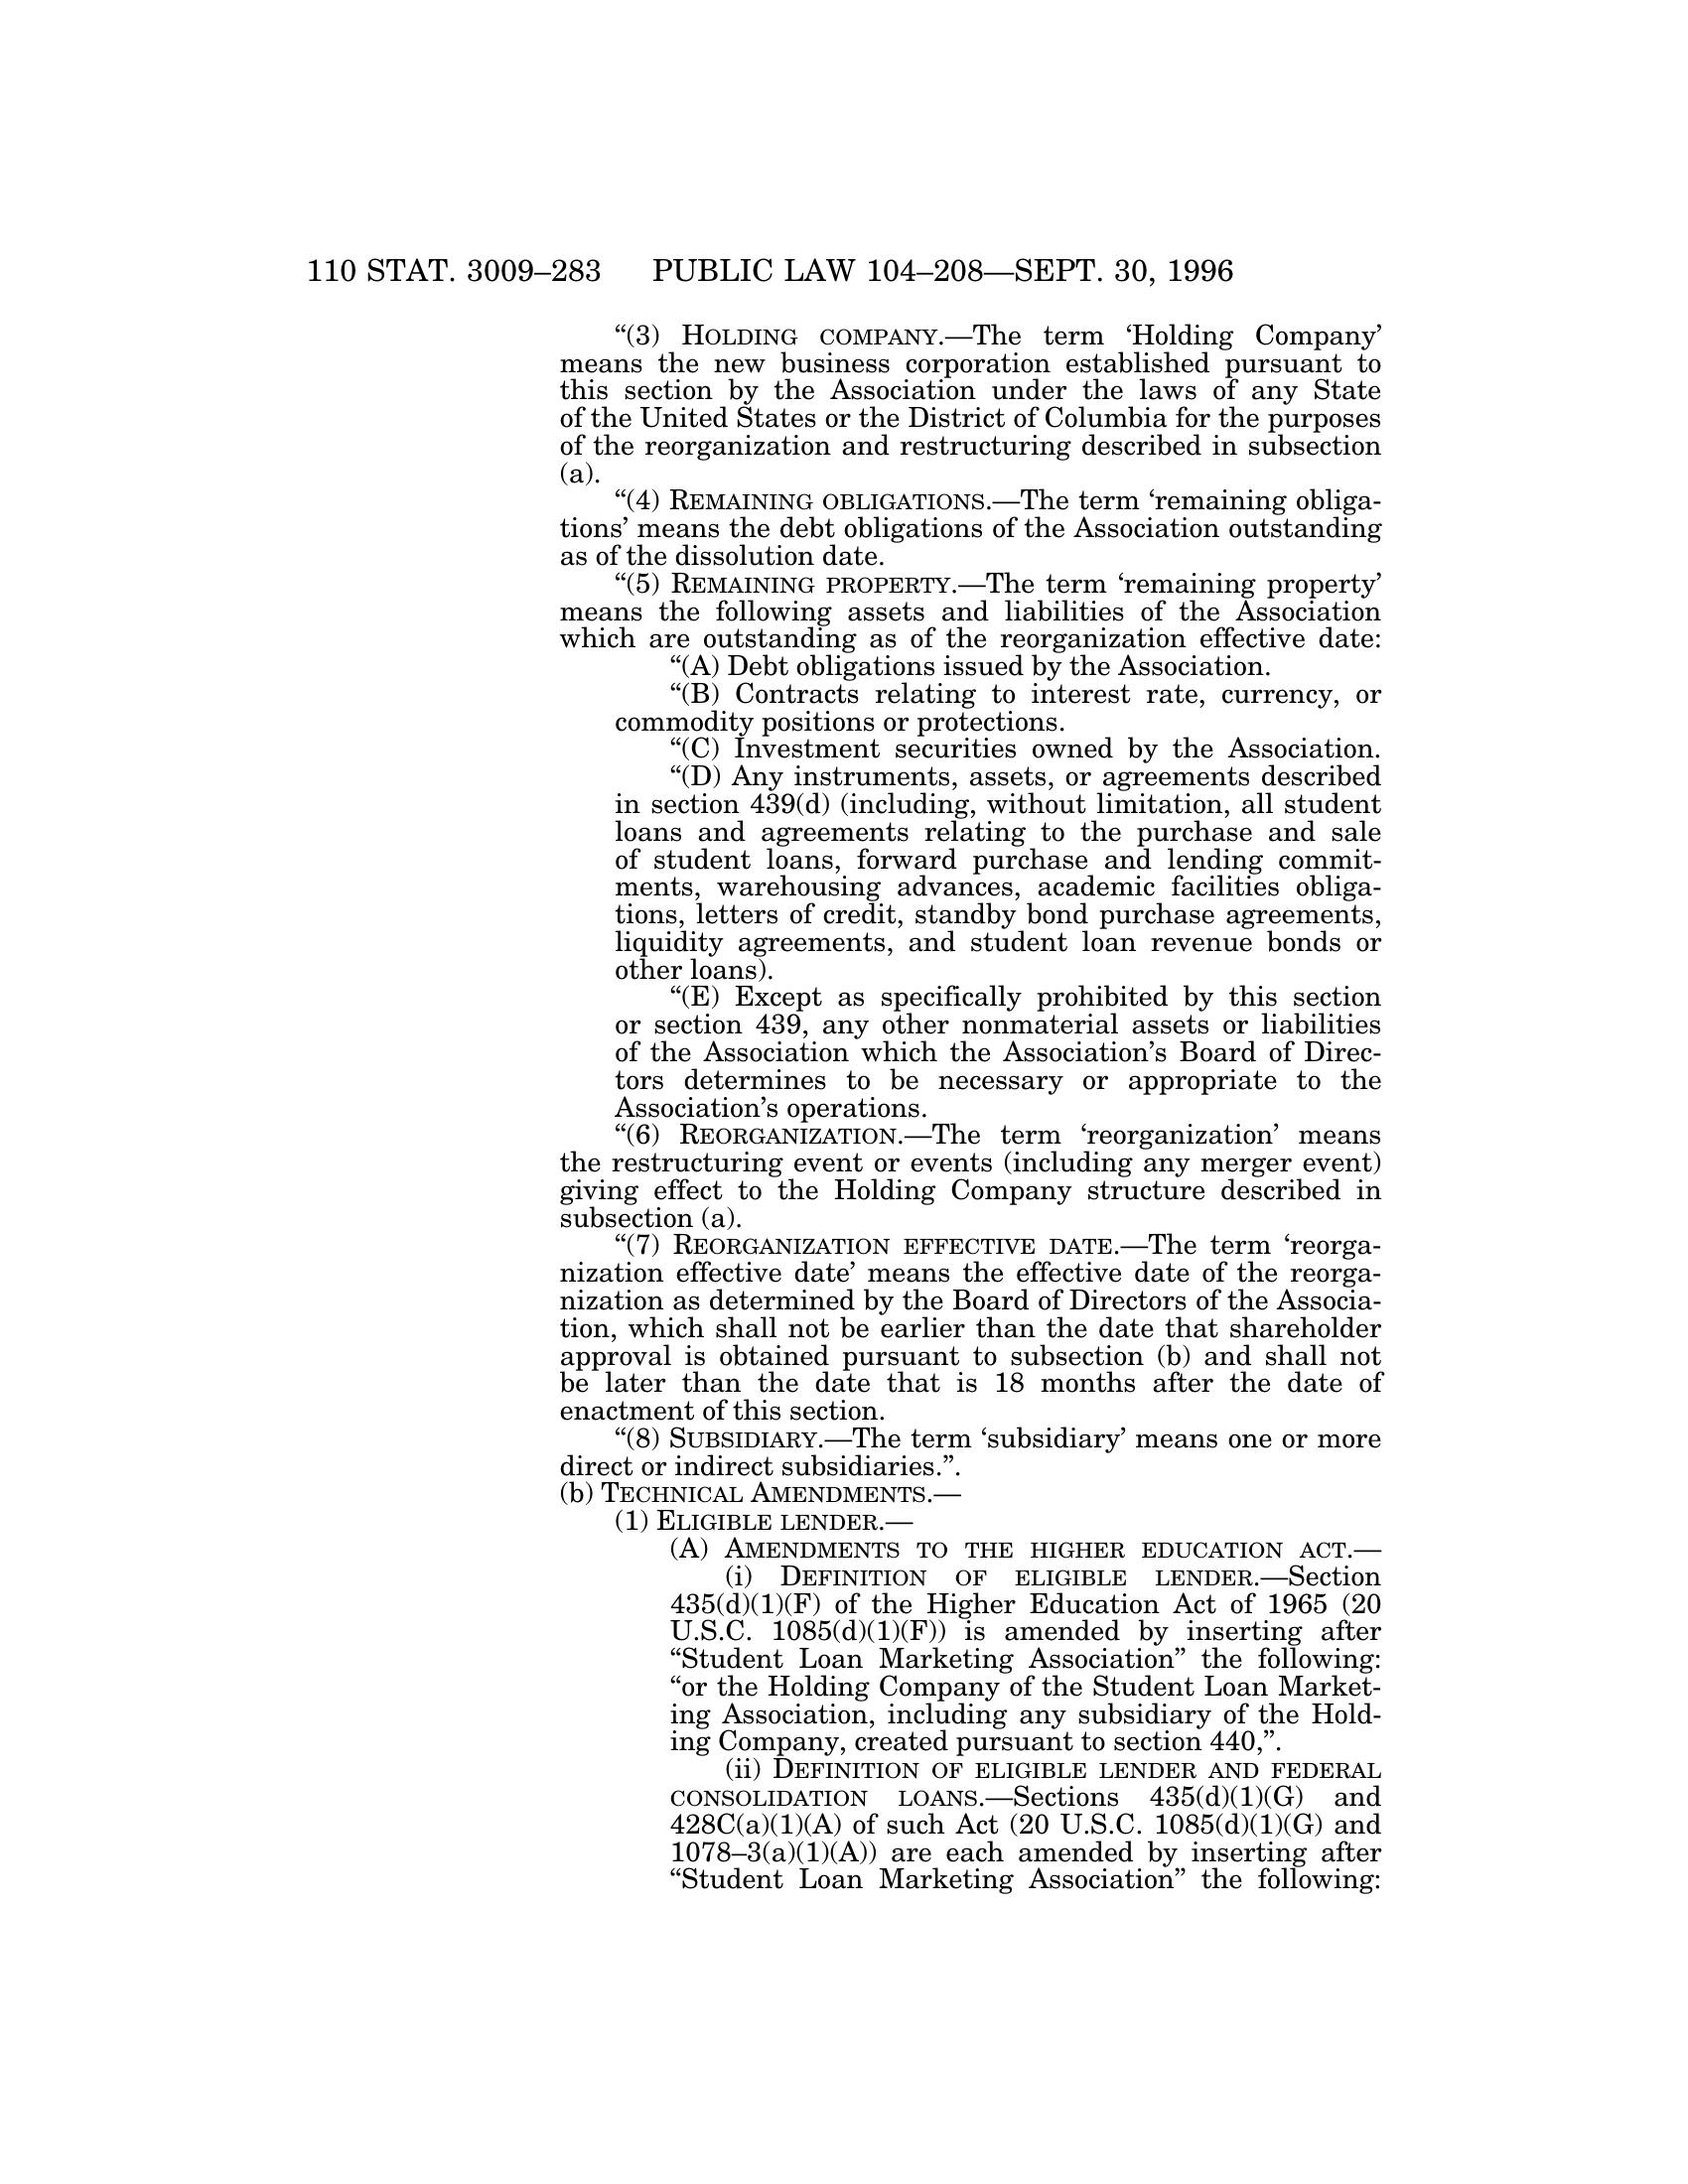 110 STAT. 3009–283 PUBLIC LAW 104–208—SEPT. 30, 1996
“(3) HOLDING COMPANY.—The term ‘Holding Company’
means the new business corporation established pursuant to
this section by the Association under the laws of any State
of the United States or the District of Columbia for the purposes
of the reorganization and restructuring described in subsection
(a).
“(4) REMAINING OBLIGATIONS.—The term ‘remaining obliga-
tions’ means the debt obligations of the Association outstanding
as of the dissolution date.
“(5) REMAINING PROPERTY.—The term ‘remaining property’
means the following assets and liabilities of the Association
which are outstanding as of the reorganization effective date:
“(A) Debt obligations issued by the Association.
“(B) Contracts relating to interest rate, currency, or
commodity positions or protections.
“(C) Investment securities owned by the Association.
“(D) Any instruments, assets, or agreements described
in section 439(d) (including, without limitation, all student
loans and agreements relating to the purchase and sale
of student loans, forward purchase and lending commit-
ments, warehousing advances, academic facilities obliga-
tions, letters of credit, standby bond purchase agreements,
liquidity agreements, and student loan revenue bonds or
other loans).
“(E) Except as specifically prohibited by this section
or section 439, any other nonmaterial assets or liabilities
of the Association which the Association’s Board of Direc-
tors determines to be necessary or appropriate to the
Association’s operations.
“(6) REORGANIZATION.—The term ‘reorganization’ means
the restructuring event or events (including any merger event)
giving effect to the Holding Company structure described in
subsection (a).
“(7) REORGANIZATION EFFECTIVE DATE.—The term ‘reorga-
nization effective date’ means the effective date of the reorga-
nization as determined by the Board of Directors of the Associa-
tion, which shall not be earlier than the date that shareholder
approval is obtained pursuant to subsection (b) and shall not
be later than the date that is 18 months after the date of
enactment of this section.
“(8) SUBSIDIARY.—The term ‘subsidiary’ means one or more
direct or indirect subsidiaries.”.
(b) TECHNICAL AMENDMENTS.—
(1) ELIGIBLE LENDER.—
(A) AMENDMENTS TO THE HIGHER EDUCATION ACT.—
(i) DEFINITION OF ELIGIBLE LENDER.—Section
435(d)(1)(F) of the Higher Education Act of 1965 (20
U.S.C. 1085(d)(1)(F)) is amended by inserting after
“Student Loan Marketing Association” the following:
“or the Holding Company of the Student Loan Market-
ing Association, including any subsidiary of the Hold-
ing Company, created pursuant to section 440,”.
(ii) DEFINITION OF ELIGIBLE LENDER AND FEDERAL
CONSOLIDATION LOANS.—Sections 435(d)(1)(G) and
428C(a)(1)(A) of such Act (20 U.S.C. 1085(d)(1)(G) and
1078–3(a)(1)(A)) are each amended by inserting after
“Student Loan Marketing Association” the following: